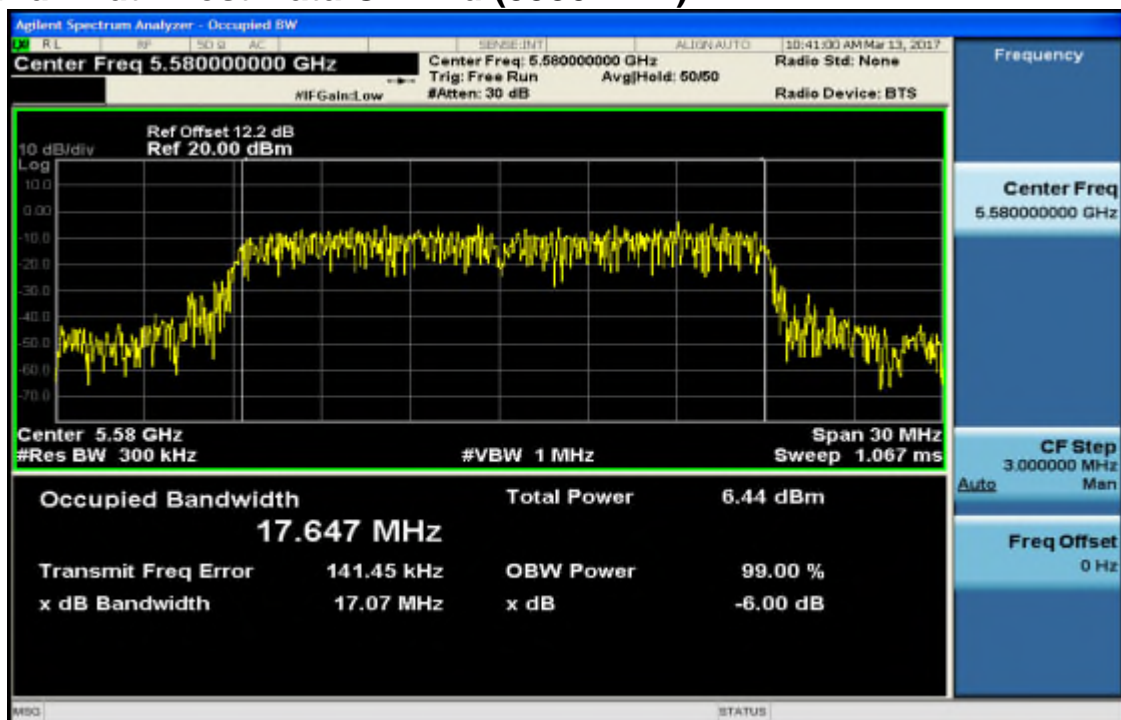 Agilent Spectrum Analyzer - Occupied BW
RL RF 50 Ω AC SENSE:INT ALIGN AUTO 10:41:00 AM Mar 13, 2017
Center Freq 5.580000000 GHz
Center Freq: 5.580000000 GHz
Radio Std: None
Trig: Free Run Avg|Hold: 50/50
#IFGain:Low #Atten: 30 dB Radio Device: BTS
Frequency
Ref Offset 12.2 dB
10 dB/div Ref 20.00 dBm
Log
10.0
0.00
-10.0
-20.0
-30.0
-40.0
-50.0
-60.0
-70.0
Center 5.58 GHz Span 30 MHz
#Res BW 300 kHz #VBW 1 MHz Sweep 1.067 ms
Occupied Bandwidth Total Power 6.44 dBm
17.647 MHz
Transmit Freq Error 141.45 kHz OBW Power 99.00 %
x dB Bandwidth 17.07 MHz x dB -6.00 dB
Center Freq
5.580000000 GHz
CF Step
3.000000 MHz
Auto Man
Freq Offset
0 Hz
MSG STATUS